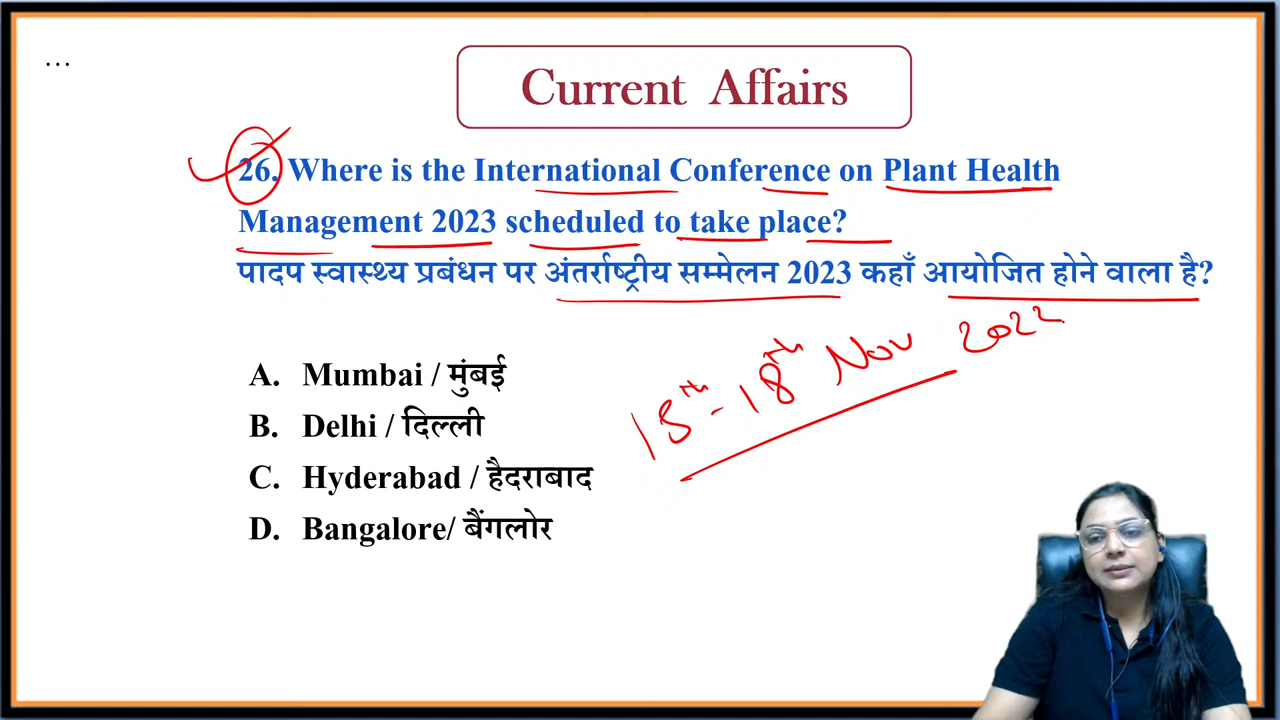 ...
Current Affairs
26. Where is the International Conference on Plant Health
Management 2023 scheduled to take place?
पादप स्वास्थ्य प्रबंधन पर अंतर्राष्ट्रीय सम्मेलन 2023 कहाँ आयोजित होने वाला है?
15th - 18th Nov 2022
A. Mumbai / मुंबई
B. Delhi / दिल्ली
C. Hyderabad / हैदराबाद
D. Bangalore/ बैंगलोर